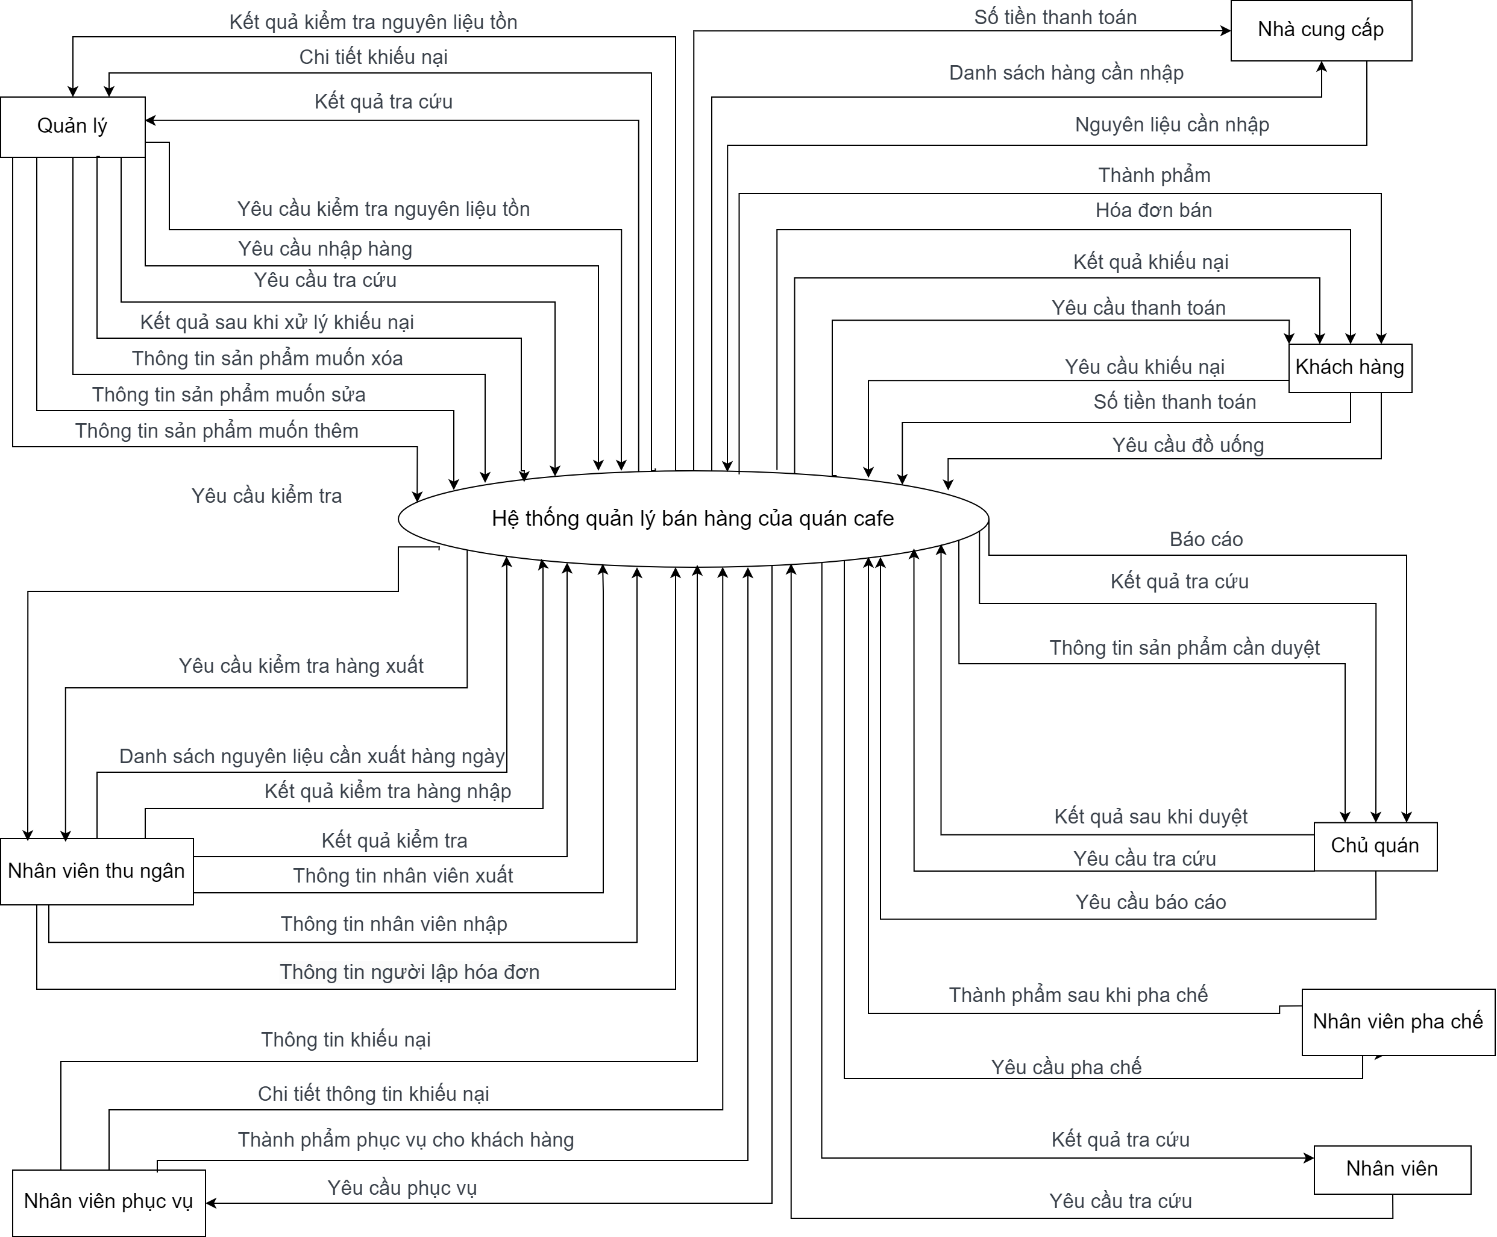 Kết quả kiểm tra nguyên liệu tồn
Chi tiết khiếu nại
Kết quả tra cứu
Quản lý
Yêu cầu kiểm tra nguyên liệu tồn
Yêu cầu nhập hàng
Yêu cầu tra cứu
Kết quả sau khi xử lý khiếu nại
Thông tin sản phẩm muốn xóa
Thông tin sản phẩm muốn sửa
Thông tin sản phẩm muốn thêm
Số tiền thanh toán
Nhà cung cấp
Danh sách hàng cần nhập
Nguyên liệu cần nhập
Thành phẩm
Hóa đơn bán
Kết quả khiếu nại
Yêu cầu thanh toán
Khách hàng
Yêu cầu khiếu nại
Số tiền thanh toán
Yêu cầu đồ uống
Yêu cầu kiểm tra
Hệ thống quản lý bán hàng của quán cafe
Yêu cầu kiểm tra hàng xuất
Danh sách nguyên liệu cần xuất hàng ngày
Kết quả kiểm tra hàng nhập
Kết quả kiểm tra
Nhân viên thu ngân
Thông tin nhân viên xuất
Thông tin nhân viên nhập
Thông tin người lập hóa đơn
Thông tin khiếu nại
Chi tiết thông tin khiếu nại
Thành phẩm phục vụ cho khách hàng
Yêu cầu phục vụ
Nhân viên phục vụ
Báo cáo
Kết quả tra cứu
Thông tin sản phẩm cần duyệt
Kết quả sau khi duyệt
Chủ quán
Yêu cầu tra cứu
Yêu cầu báo cáo
Thành phẩm sau khi pha chế
Nhân viên pha chế
Yêu cầu pha chế
Kết quả tra cứu
Nhân viên
Yêu cầu tra cứu